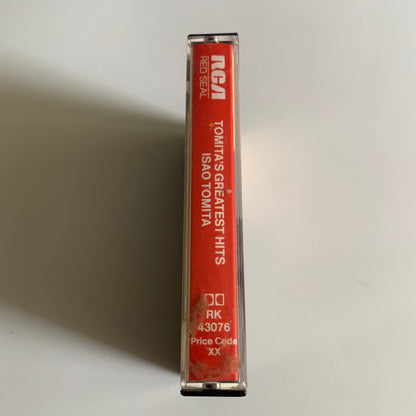 RCA
RED SEAL
TOMITA'S GREATEST HITS
ISAO TOMITA
RK
43076
Price Code
XX